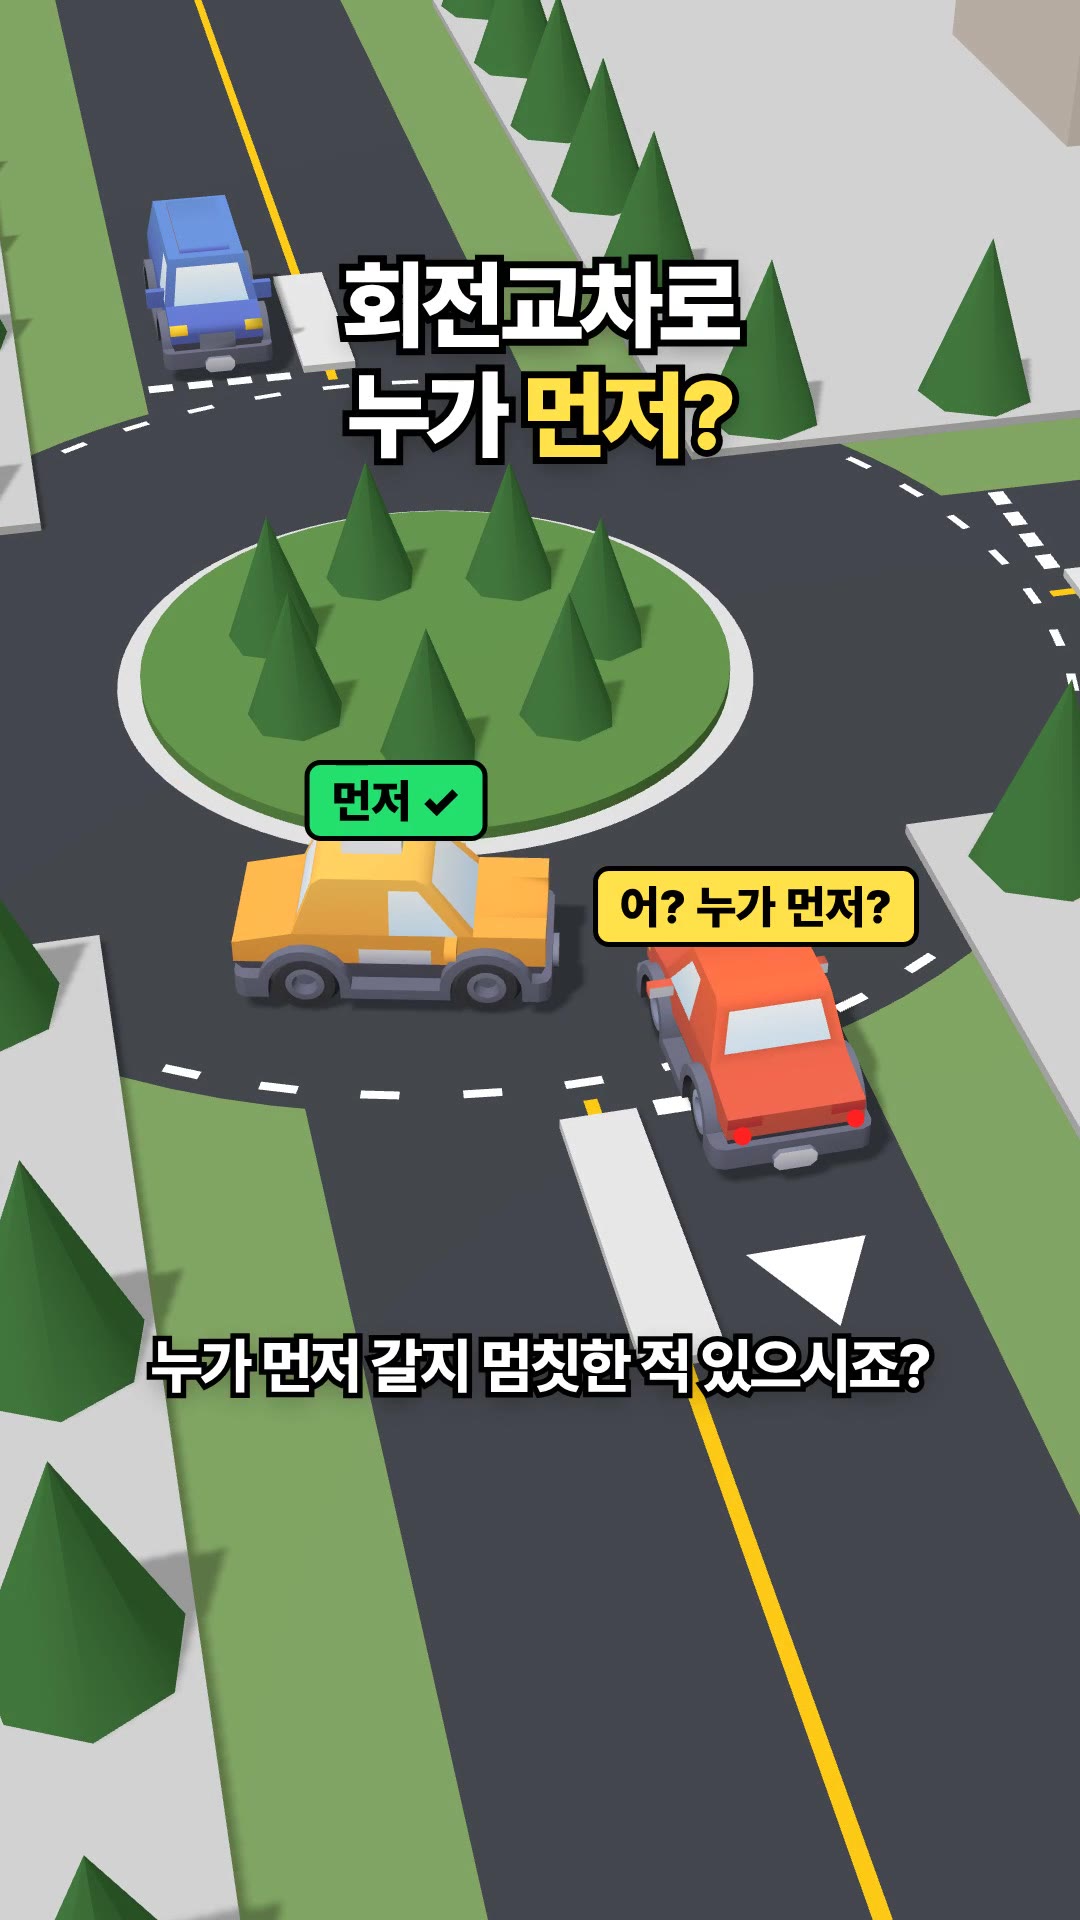 회전교차로
누가 먼저?
먼저 ✓
어? 누가 먼저?
누가 먼저 갈지 멈칫한 적 있으시죠?